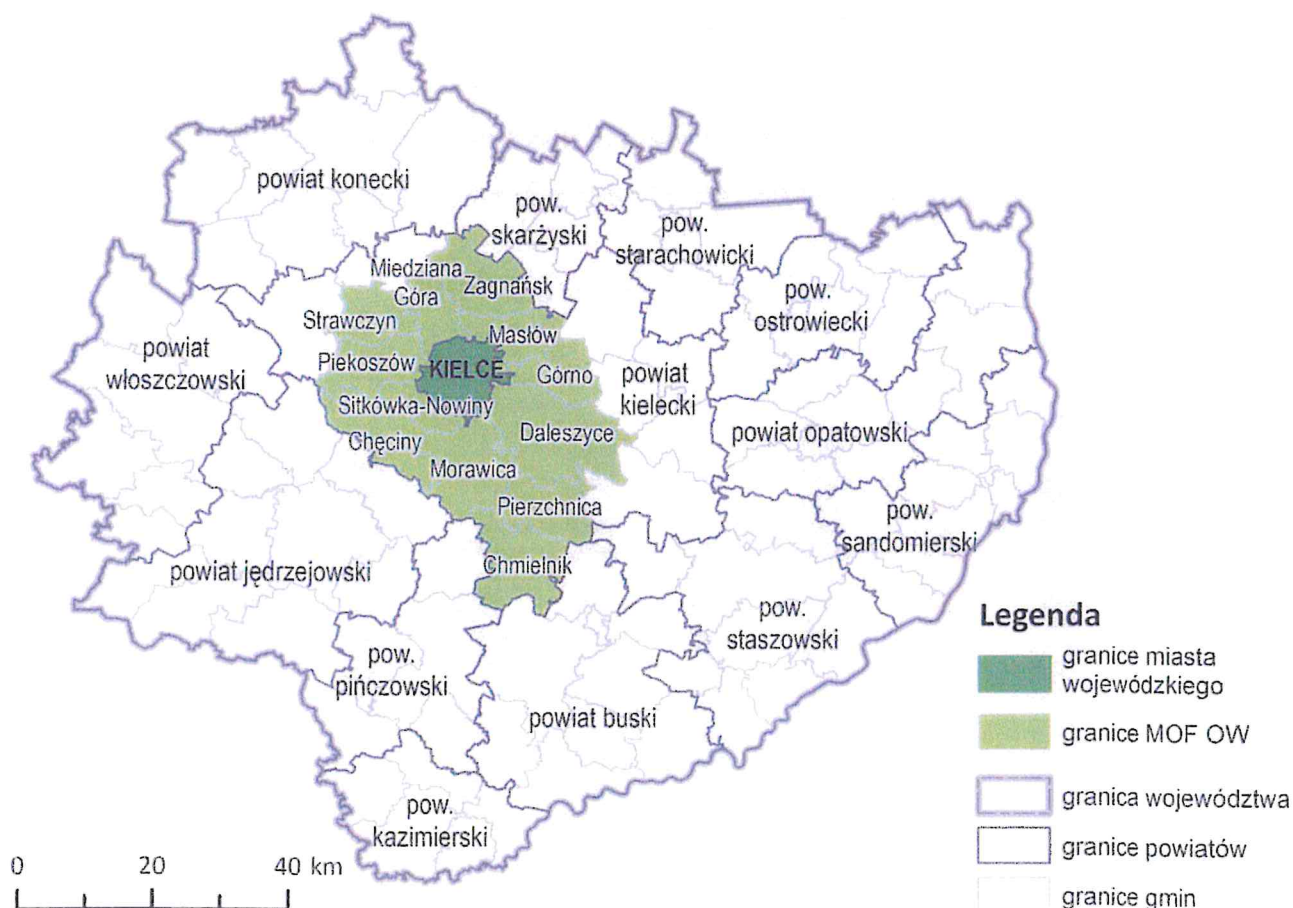 powiat konecki
pow.
skarżyski
pow.
starachowicki
Miedziana
Góra
Zagnańsk
pow.
ostrowiecki
Strawczyn
Masłów
powiat
włoszczowski
Piekoszów
KIELCE
Górno
powiat
kielecki
Sitkówka-Nowiny
Chęciny
Daleszyce
powiat opatowski
Morawica
Pierzchnica
pow.
sandomierski
powiat jędrzejowski
Chmielnik
pow.
staszowski
pow.
pińczowski
powiat buski
pow.
kazimierski
0 20 40 km
Legenda
granice miasta
wojewódzkiego
granice MOF OW
granica województwa
granice powiatów
granice gmin